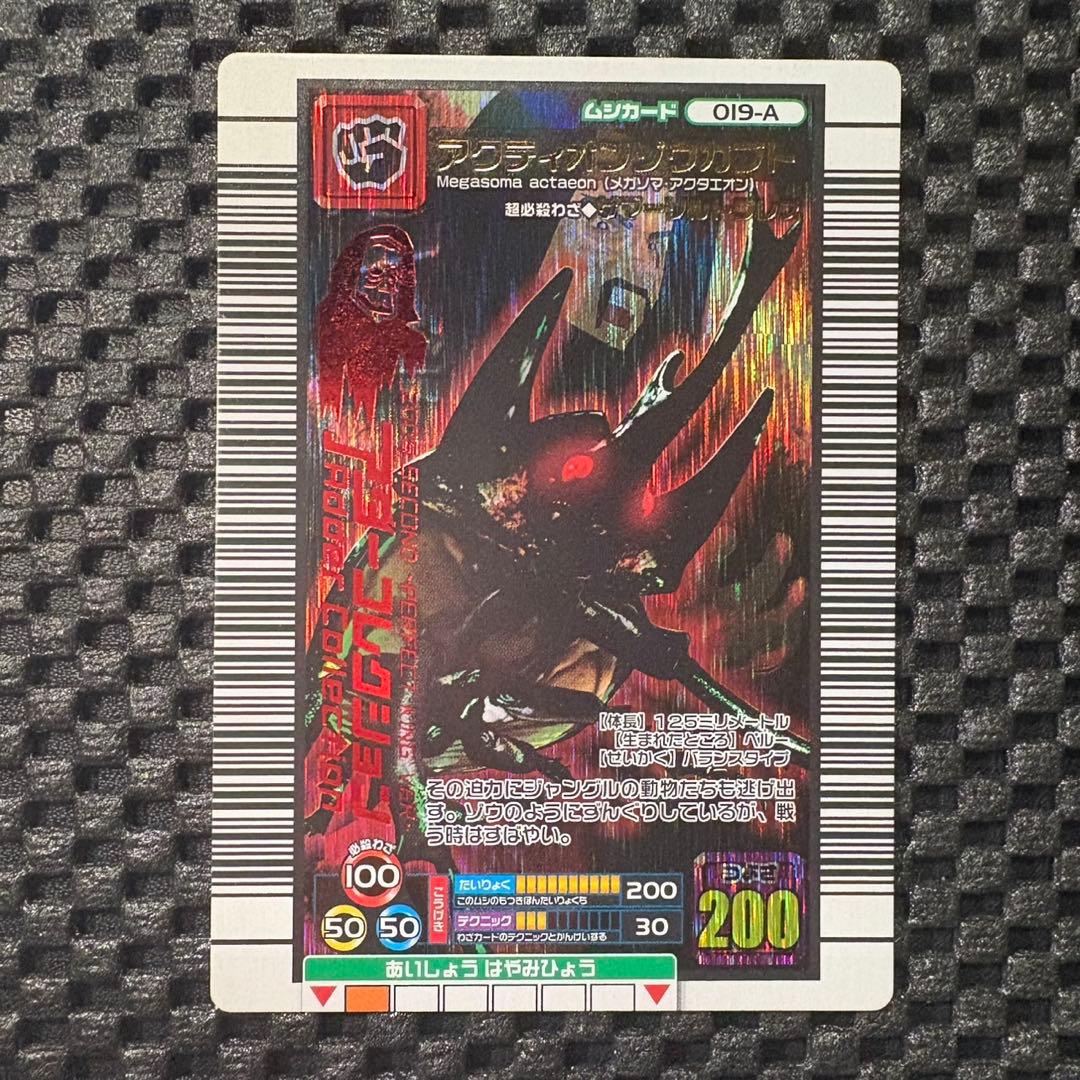 ムシカード 019-A
アクティオンゾウカブト
Megasoma actaeon (メガソマ・アクタエオン)
超必殺わざ◆
Adder Collection
【体長】125ミリメートル
【生まれたところ】ペルー
【せいかく】バランスタイプ
その迫力にジャングルの動物たちも逃げ出
す。ゾウのようにずんぐりしているが、戦
う時はすばやい。
必殺わざ
100
50 50
こうげき
たいりょく 200
このムシのもつきほんたいりょくち
テクニック 30
わざカードのテクニックとかんけいする
つよさ
200
あいしょう はやみひょう